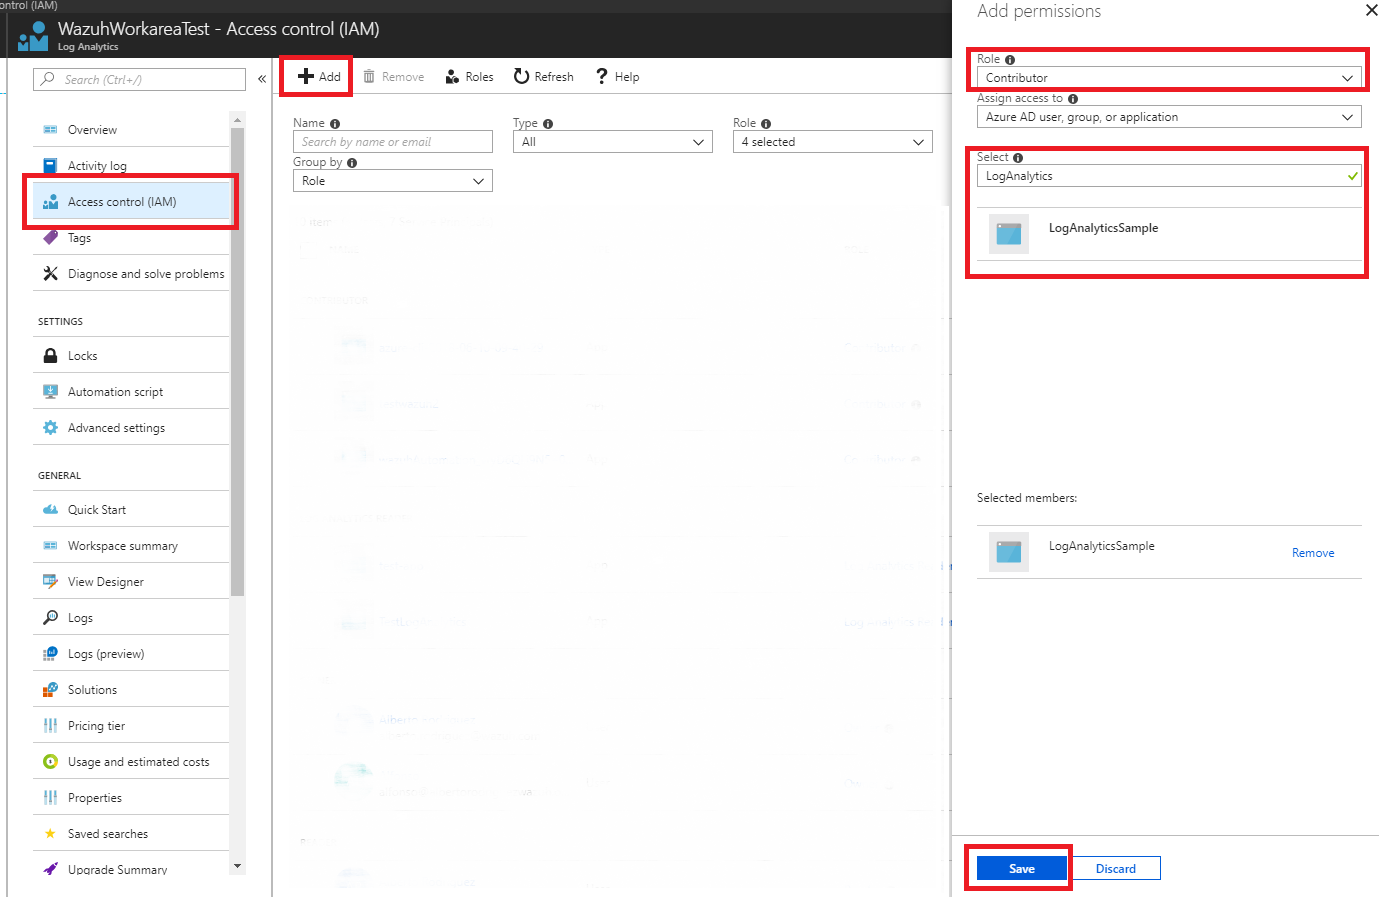 ontrol (IAM)
WazuhWorkareaTest - Access control (IAM)
Log Analytics
Search (Ctrl+/)
«
Overview
Activity log
Access control (IAM)
Tags
Diagnose and solve problems
SETTINGS
Locks
Automation script
Advanced settings
GENERAL
Quick Start
Workspace summary
View Designer
Logs
Logs (preview)
Solutions
Pricing tier
Usage and estimated costs
Properties
Saved searches
Upgrade Summary
Add Remove Roles Refresh Help
Name Type Role
Search by name or email All 4 selected
Group by
Role
Add permissions
Role
Contributor
Assign access to
Azure AD user, group, or application
Select
LogAnalytics
LogAnalyticsSample
Selected members:
LogAnalyticsSample
Remove
Save Discard